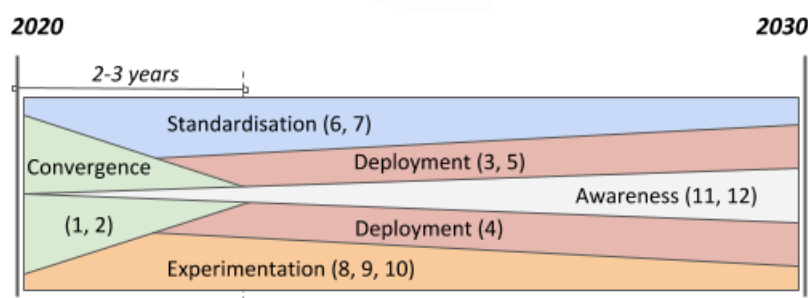 2020
2030
2-3 years
Standardisation (6, 7)
Deployment (3, 5)
Convergence
Awareness (11, 12)
(1, 2)
Deployment (4)
Experimentation (8, 9, 10)